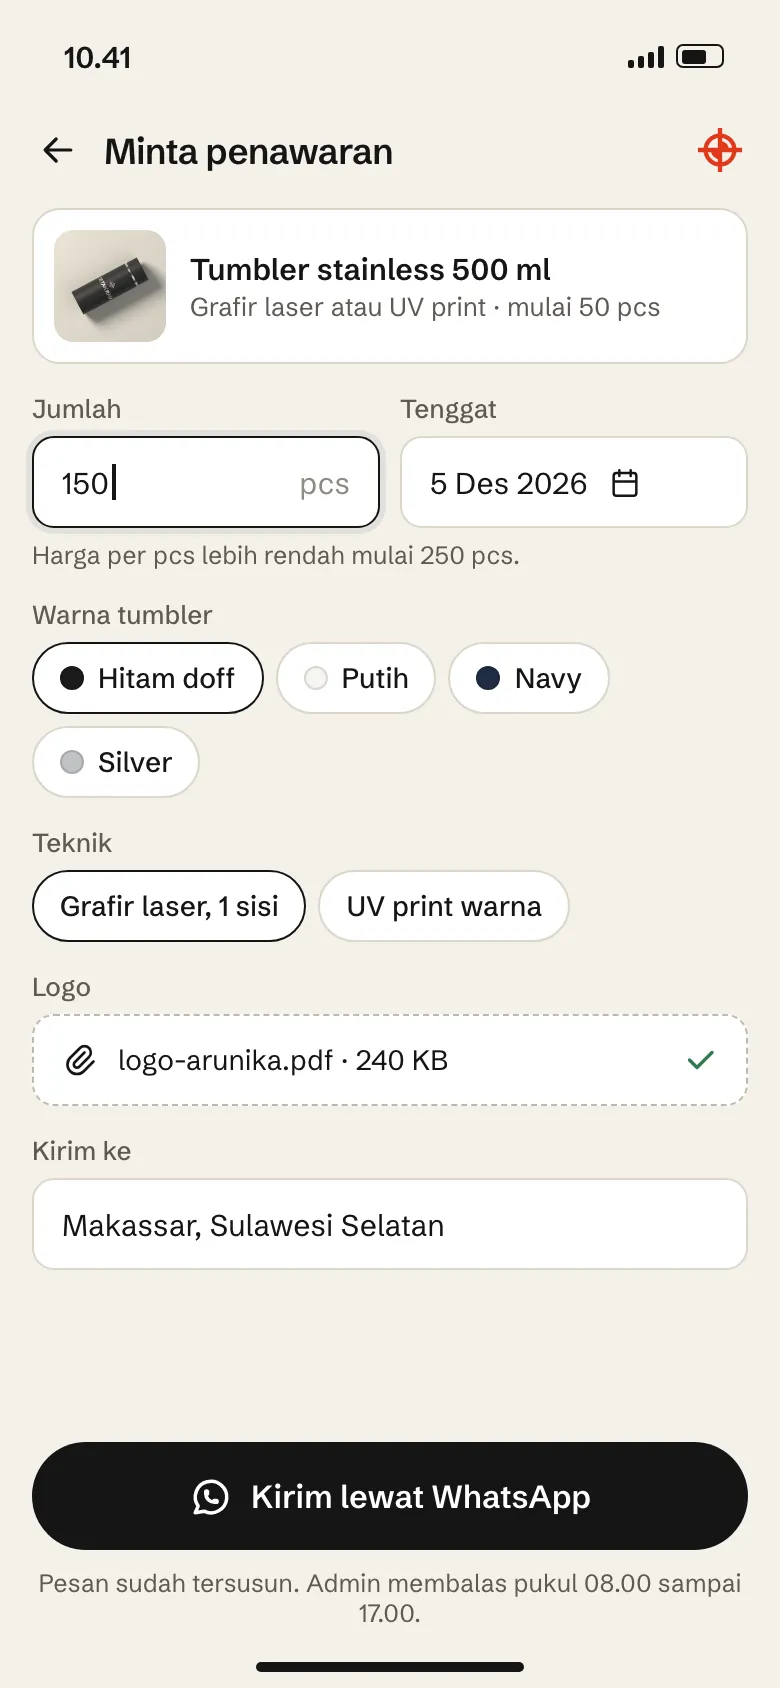 10.41
Minta penawaran
Tumbler stainless 500 ml
Grafir laser atau UV print · mulai 50 pcs
Jumlah
Tenggat
150 pcs
5 Des 2026
Harga per pcs lebih rendah mulai 250 pcs.
Warna tumbler
Hitam doff
Putih
Navy
Silver
Teknik
Grafir laser, 1 sisi
UV print warna
Logo
logo-arunika.pdf · 240 KB
Kirim ke
Makassar, Sulawesi Selatan
Kirim lewat WhatsApp
Pesan sudah tersusun. Admin membalas pukul 08.00 sampai
17.00.